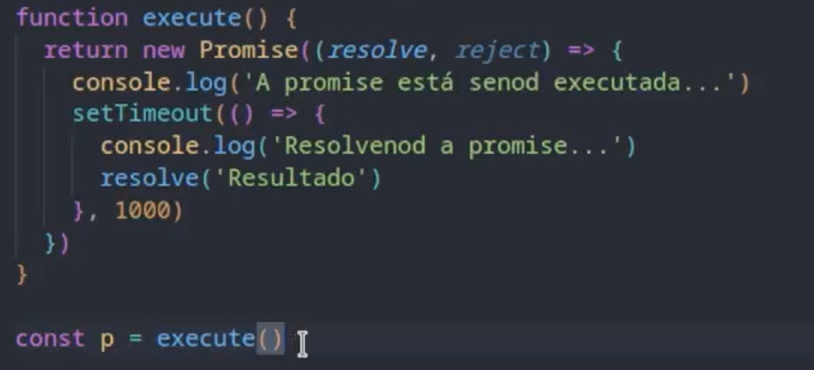 function execute() {
return new Promise((resolve, reject) => {
console.log('A promise está senod executada...')
setTimeout(() => {
console.log('Resolvenod a promise...')
resolve('Resultado')
}, 1000)
})
}
const p = execute()